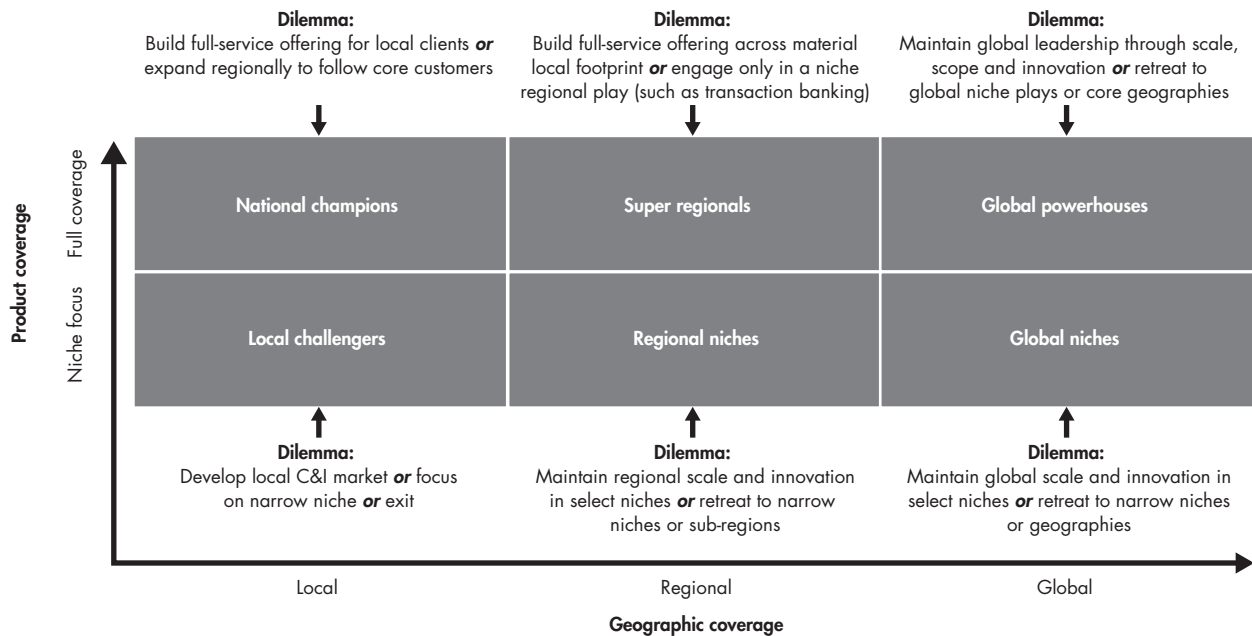 Dilemma:
Build full-service offering for local clients or
expand regionally to follow core customers
Dilemma:
Build full-service offering across material
local footprint or engage only in a niche
regional play (such as transaction banking)
Dilemma:
Maintain global leadership through scale,
scope and innovation or retreat to
global niche plays or core geographies
Product coverage
Full coverage
Niche focus
National champions
Super regionals
Global powerhouses
Local challengers
Regional niches
Global niches
Dilemma:
Develop local C&I market or focus
on narrow niche or exit
Dilemma:
Maintain regional scale and innovation
in select niches or retreat to narrow
niches or sub-regions
Dilemma:
Maintain global scale and innovation in
select niches or retreat to narrow niches
or geographies
Local
Regional
Global
Geographic coverage